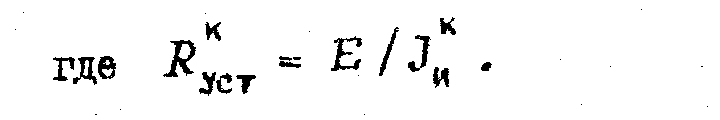 где R^к_уст = E / J^к_и .